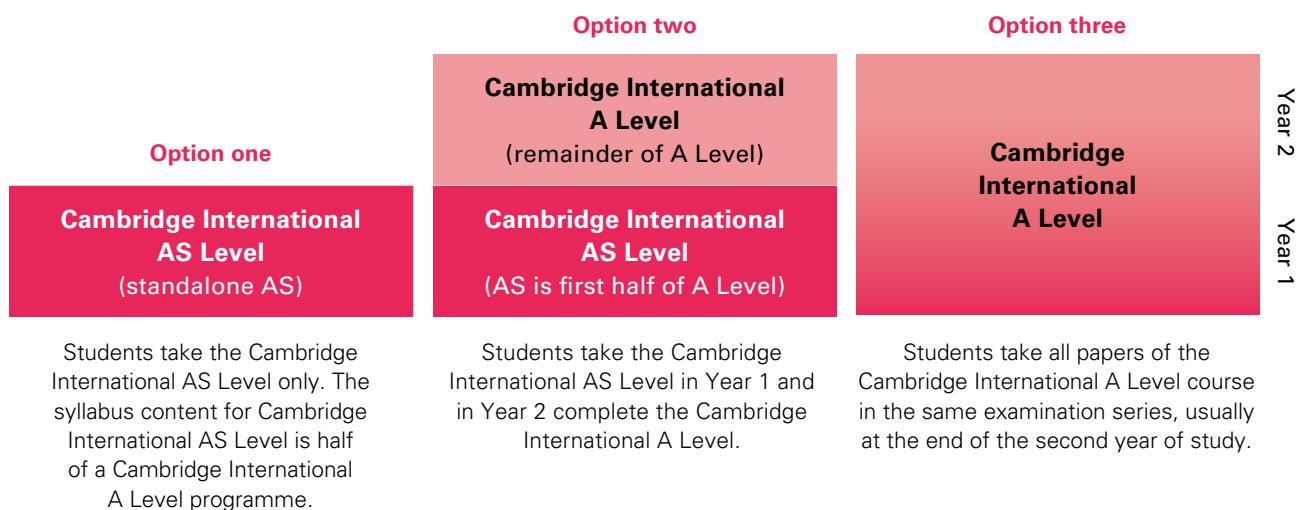 Option one
Cambridge International
AS Level
(standalone AS)
Students take the Cambridge
International AS Level only. The
syllabus content for Cambridge
International AS Level is half
of a Cambridge International
A Level programme.
Option two
Cambridge International
A Level
(remainder of A Level)
Cambridge International
AS Level
(AS is first half of A Level)
Students take the Cambridge
International AS Level in Year 1 and
in Year 2 complete the Cambridge
International A Level.
Option three
Cambridge
International
A Level
Students take all papers of the
Cambridge International A Level course
in the same examination series, usually
at the end of the second year of study.
Year 2
Year 1